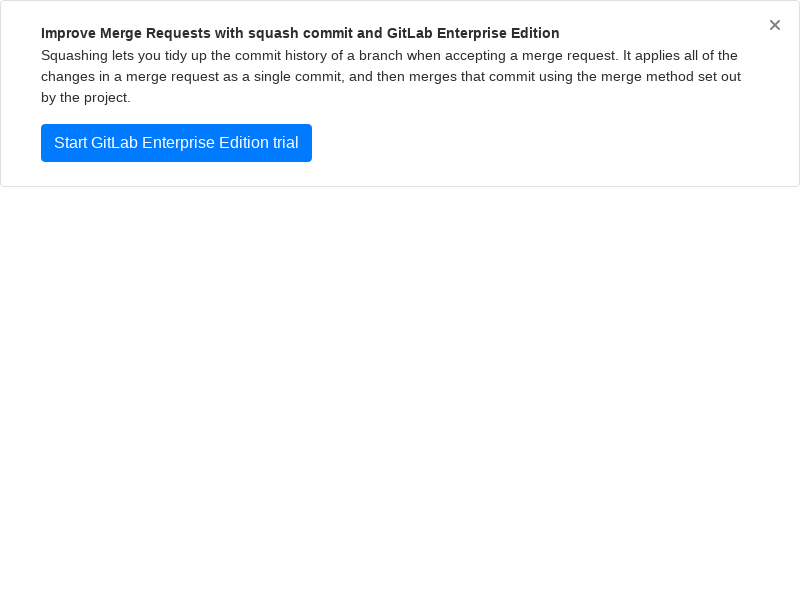 Improve Merge Requests with squash commit and GitLab Enterprise Edition
Squashing lets you tidy up the commit history of a branch when accepting a merge request. It applies all of the
changes in a merge request as a single commit, and then merges that commit using the merge method set out
by the project.
Start GitLab Enterprise Edition trial